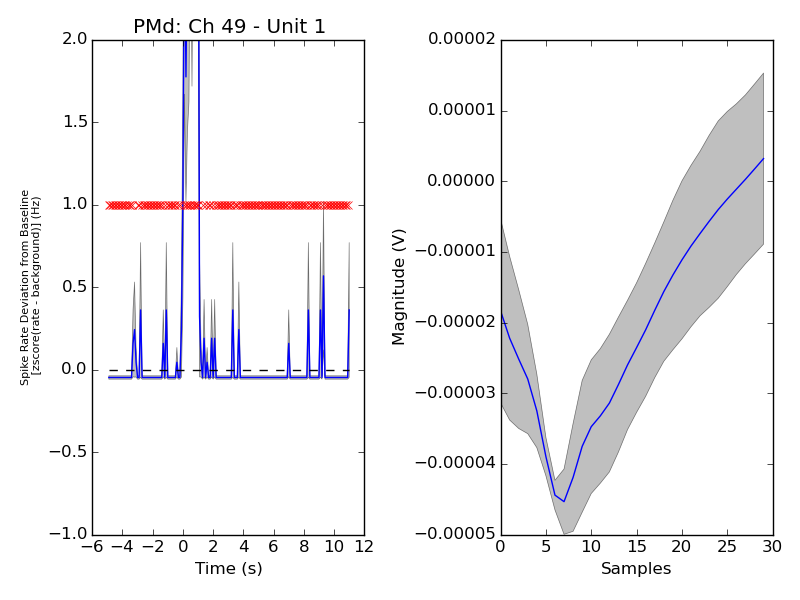 PMd: Ch 49 - Unit 1
Spike Rate Deviation from Baseline
[zscore(rate - background)] (Hz)
2.0
1.5
1.0
0.5
0.0
−0.5
−1.0
−6 −4 −2 0 2 4 6 8 10 12
Time (s)
Magnitude (V)
0.00002
0.00001
0.00000
−0.00001
−0.00002
−0.00003
−0.00004
−0.00005
0 5 10 15 20 25 30
Samples